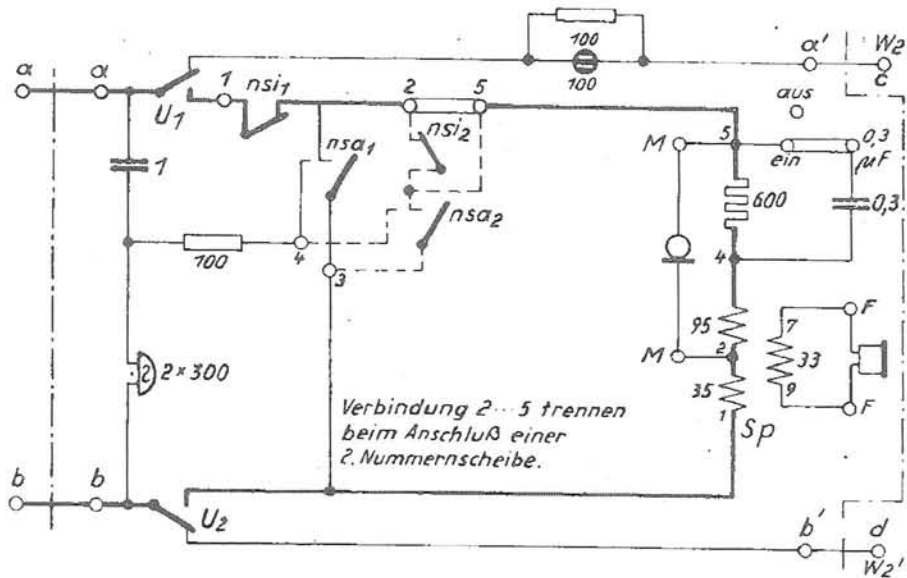 100
100
a a
a' W2
c
U1
1 nsi1
2 5
nsi2
nsa1
nsa2
aus
M 5
ein
0,3
µF
1
600
0,3
100
4
3
4
95
7 F
M 2
33
2×300
35
9
F
1
Sp
Verbindung 2···5 trennen
beim Anschluß einer
2. Nummernscheibe.
b b
U2
b' d
W2'